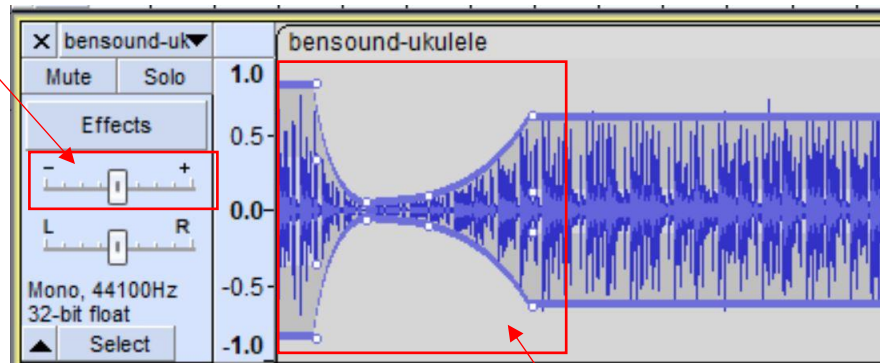 × bensound-uk▼
bensound-ukulele
Mute Solo
Effects
- +
L R
Mono, 44100Hz
32-bit float
▲ Select
1.0
0.5-
0.0-
-0.5-
-1.0